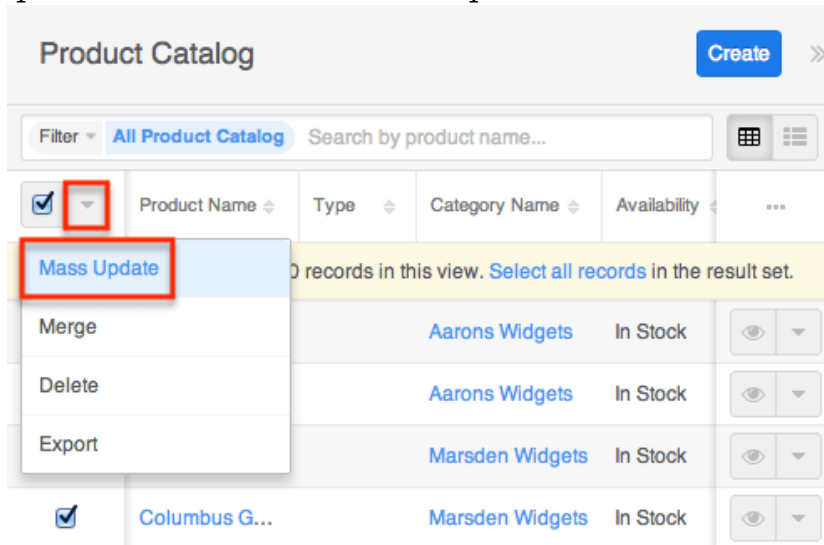 Product Catalog Create
Filter All Product Catalog Search by product name...
Product Name Type Category Name Availability
Mass Update 0 records in this view. Select all records in the result set.
Merge Aarons Widgets In Stock
Delete Aarons Widgets In Stock
Export Marsden Widgets In Stock
Columbus G... Marsden Widgets In Stock